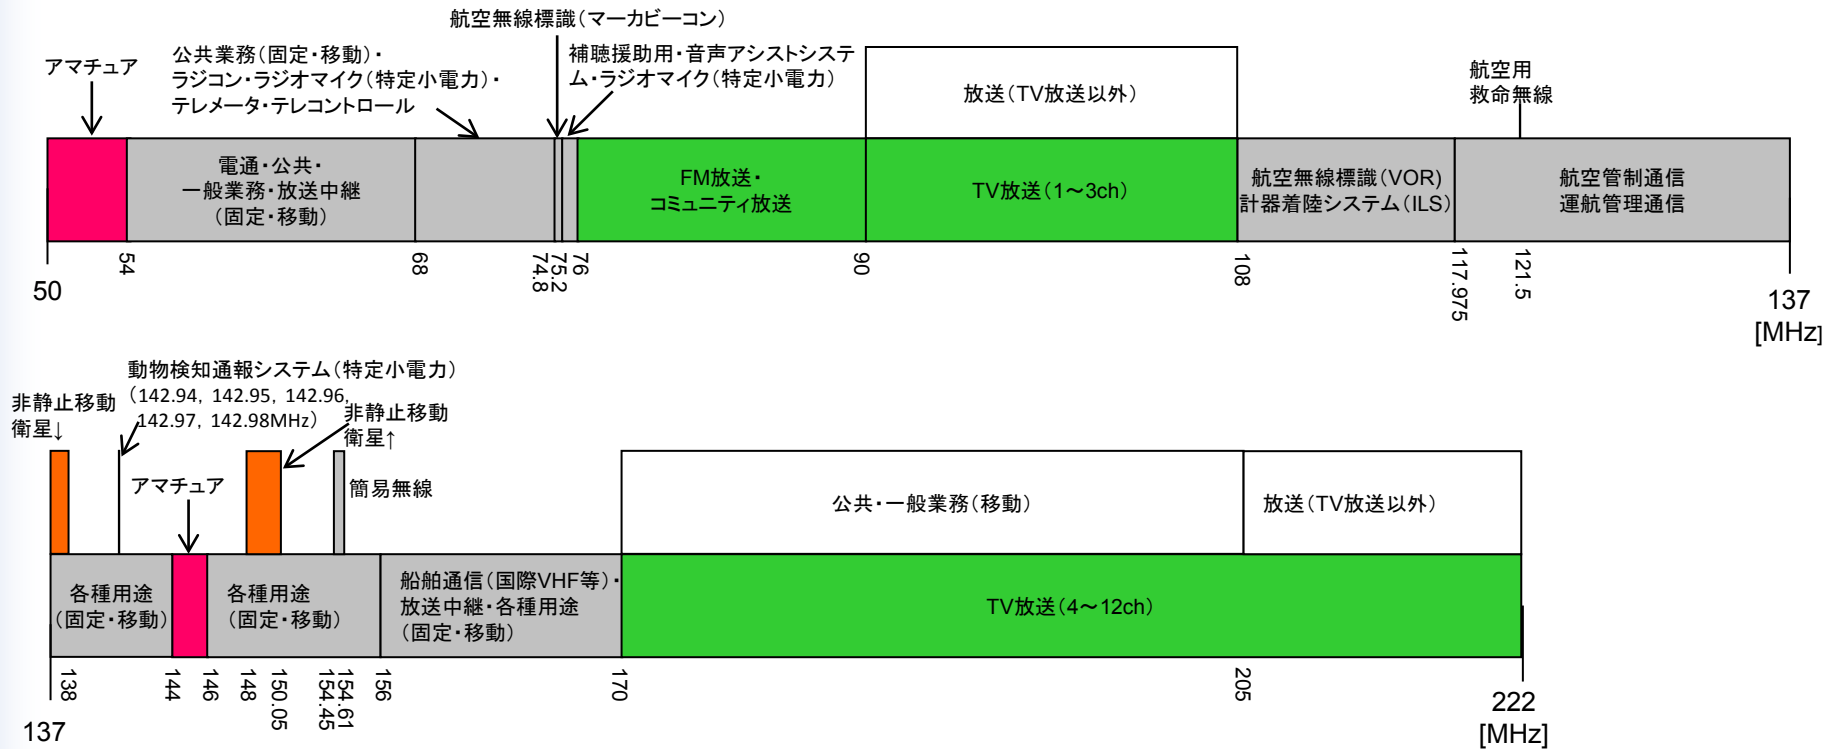 航空無線標識（マーカビーコン）
アマチュア
公共業務（固定・移動）・
ラジコン・ラジオマイク（特定小電力）・
テレメータ・テレコントロール
補聴援助用・音声アシストシステ
ム・ラジオマイク（特定小電力）
放送（TV放送以外）
航空用
救命無線
電通・公共・
一般業務・放送中継
（固定・移動）
FM放送・
コミュニティ放送
TV放送（1～3ch）
航空無線標識（VOR）
計器着陸システム（ILS）
航空管制通信
運航管理通信
50
54
68
74.8
75.2
76
90
108
117.975
121.5
137
[MHz]
動物検知通報システム（特定小電力）
（142.94, 142.95, 142.96,
142.97, 142.98MHz）
非静止移動
衛星↓
非静止移動
衛星↑
アマチュア
簡易無線
公共・一般業務（移動）
放送（TV放送以外）
各種用途
（固定・移動）
各種用途
（固定・移動）
船舶通信（国際VHF等）・
放送中継・各種用途
（固定・移動）
TV放送（4～12ch）
137
138
144
146
148
150.05
154.45
154.61
156
170
205
222
[MHz]